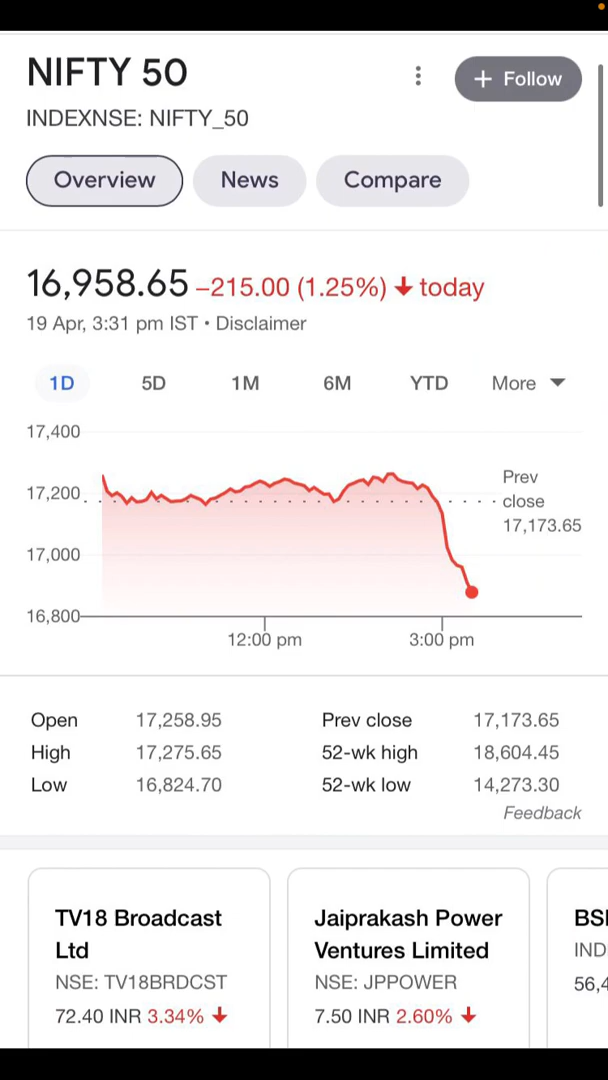 NIFTY 50
+ Follow
INDEXNSE: NIFTY_50
Overview
News
Compare
16,958.65 –215.00 (1.25%) ↓ today
19 Apr, 3:31 pm IST • Disclaimer
1D 5D 1M 6M YTD More
17,400
17,200
17,000
16,800
Prev
close
17,173.65
12:00 pm 3:00 pm
Open 17,258.95 Prev close 17,173.65
High 17,275.65 52-wk high 18,604.45
Low 16,824.70 52-wk low 14,273.30
Feedback
TV18 Broadcast
Ltd
NSE: TV18BRDCST
72.40 INR 3.34% ↓
Jaiprakash Power
Ventures Limited
NSE: JPPOWER
7.50 INR 2.60% ↓